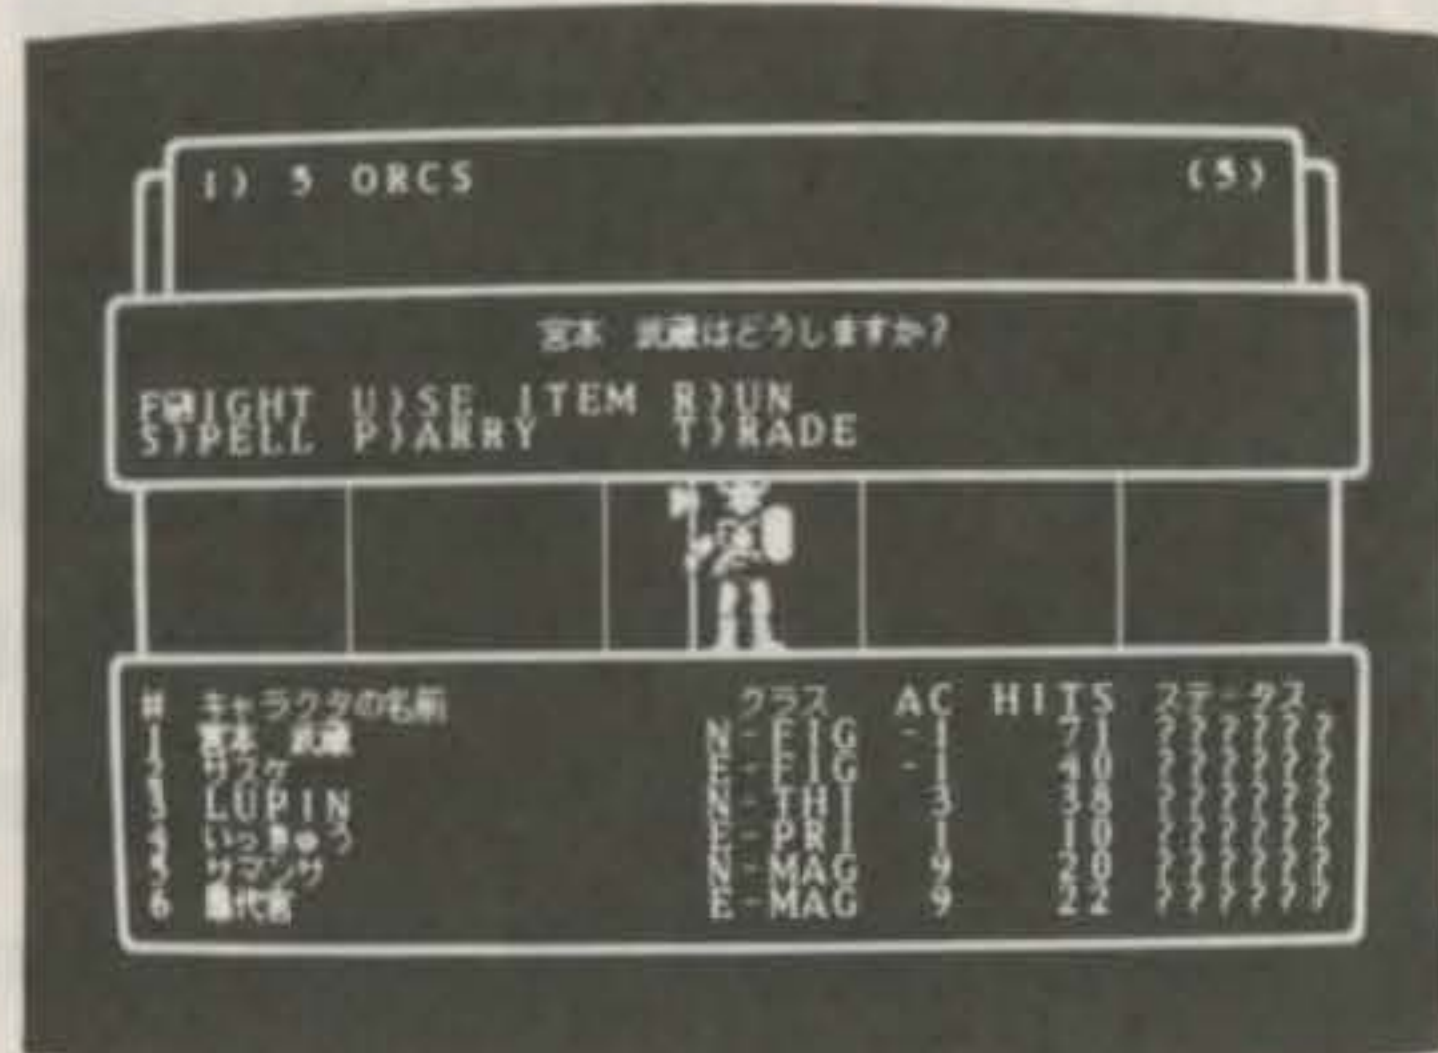 1) 5 ORCS (5)
宮本 武蔵はどうしますか?
F)IGHT U)SE ITEM R)UN
S)PELL P)ARRY T)RADE
# キャラクタの名前 クラス AC HITS ステータス
1 宮本 武蔵 N-FIG -1 71 ??????
2 サスケ E-FIG -1 40 ??????
3 LUPIN N-THI 3 38 ??????
4 いっきゅう E-PRI 1 10 ??????
5 サマンサ N-MAG 9 20 ??????
6 代官 E-MAG 9 22 ??????